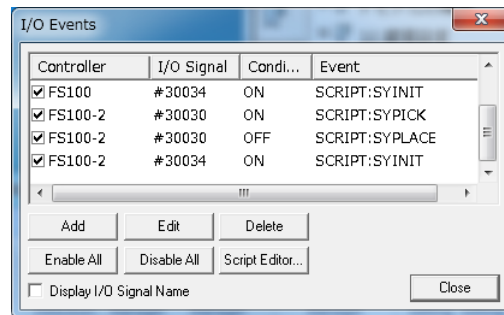 I/O Events
Controller I/O Signal Condi... Event
FS100 #30034 ON SCRIPT:SYINIT
FS100-2 #30030 ON SCRIPT:SYPICK
FS100-2 #30030 OFF SCRIPT:SYPLACE
FS100-2 #30034 ON SCRIPT:SYINIT
Add Edit Delete
Enable All Disable All Script Editor...
Display I/O Signal Name
Close